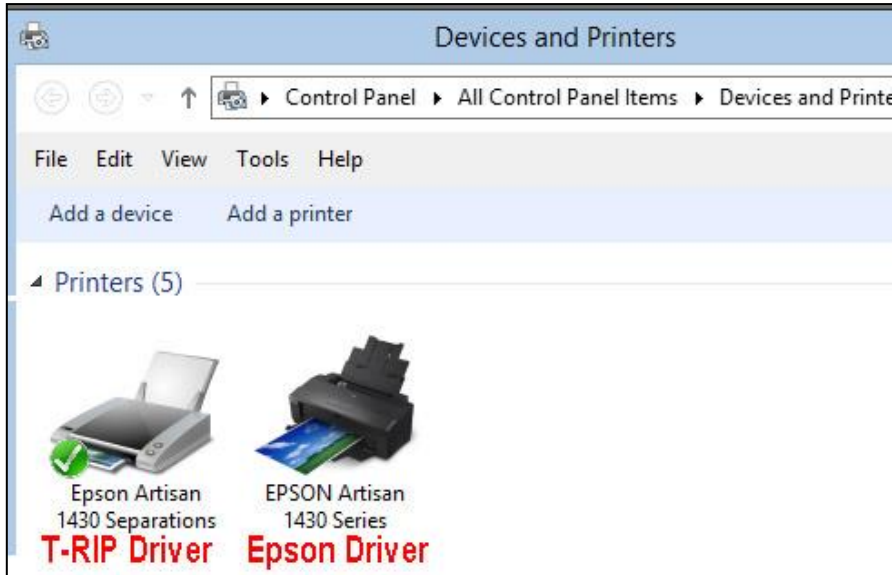 Devices and Printers
Control Panel All Control Panel Items Devices and Printe
File Edit View Tools Help
Add a device Add a printer
Printers (5)
Epson Artisan
1430 Separations
T-RIP Driver
EPSON Artisan
1430 Series
Epson Driver